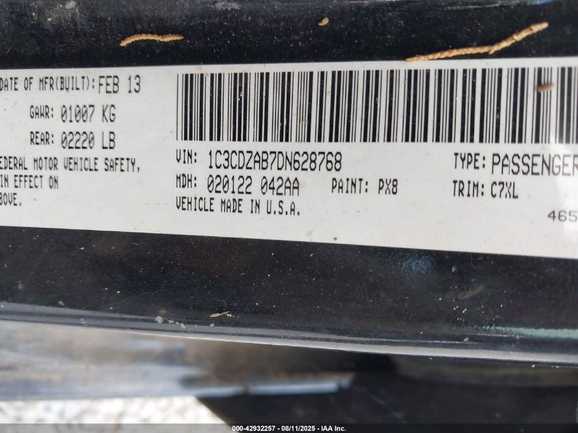 DATE OF MFR(BUILT): FEB 13
GAWR: 01007 KG
REAR: 02220 LB
FEDERAL MOTOR VEHICLE SAFETY,
IN EFFECT ON
ABOVE.
VIN: 1C3CDZAB7DN628768
TYPE: PASSENGER
MDH: 020122 042AA
PAINT: PX8
TRIM: C7XL
VEHICLE MADE IN U.S.A.
465
000-42932257 - 08/11/2025 - IAA Inc.